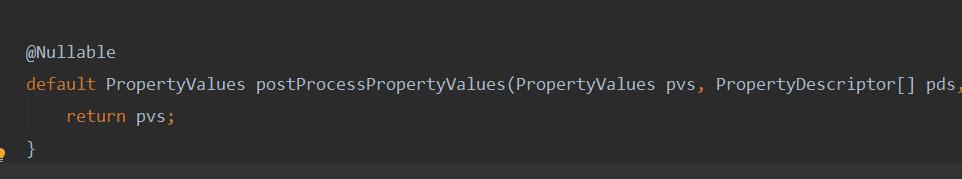 @Nullable
default PropertyValues postProcessPropertyValues(PropertyValues pvs, PropertyDescriptor[] pds,
return pvs;
}